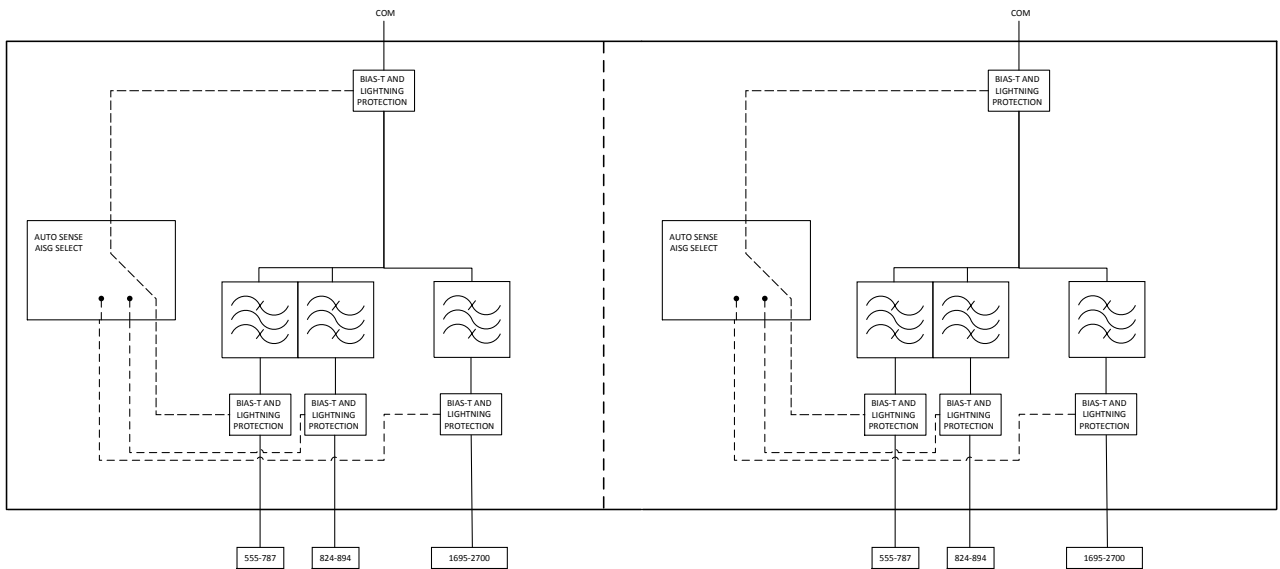 COM
COM
BIAS-T AND
LIGHTNING
PROTECTION
BIAS-T AND
LIGHTNING
PROTECTION
AUTO SENSE
AISG SELECT
AUTO SENSE
AISG SELECT
BIAS-T AND
LIGHTNING
PROTECTION
BIAS-T AND
LIGHTNING
PROTECTION
BIAS-T AND
LIGHTNING
PROTECTION
BIAS-T AND
LIGHTNING
PROTECTION
BIAS-T AND
LIGHTNING
PROTECTION
BIAS-T AND
LIGHTNING
PROTECTION
555-787
824-894
1695-2700
555-787
824-894
1695-2700